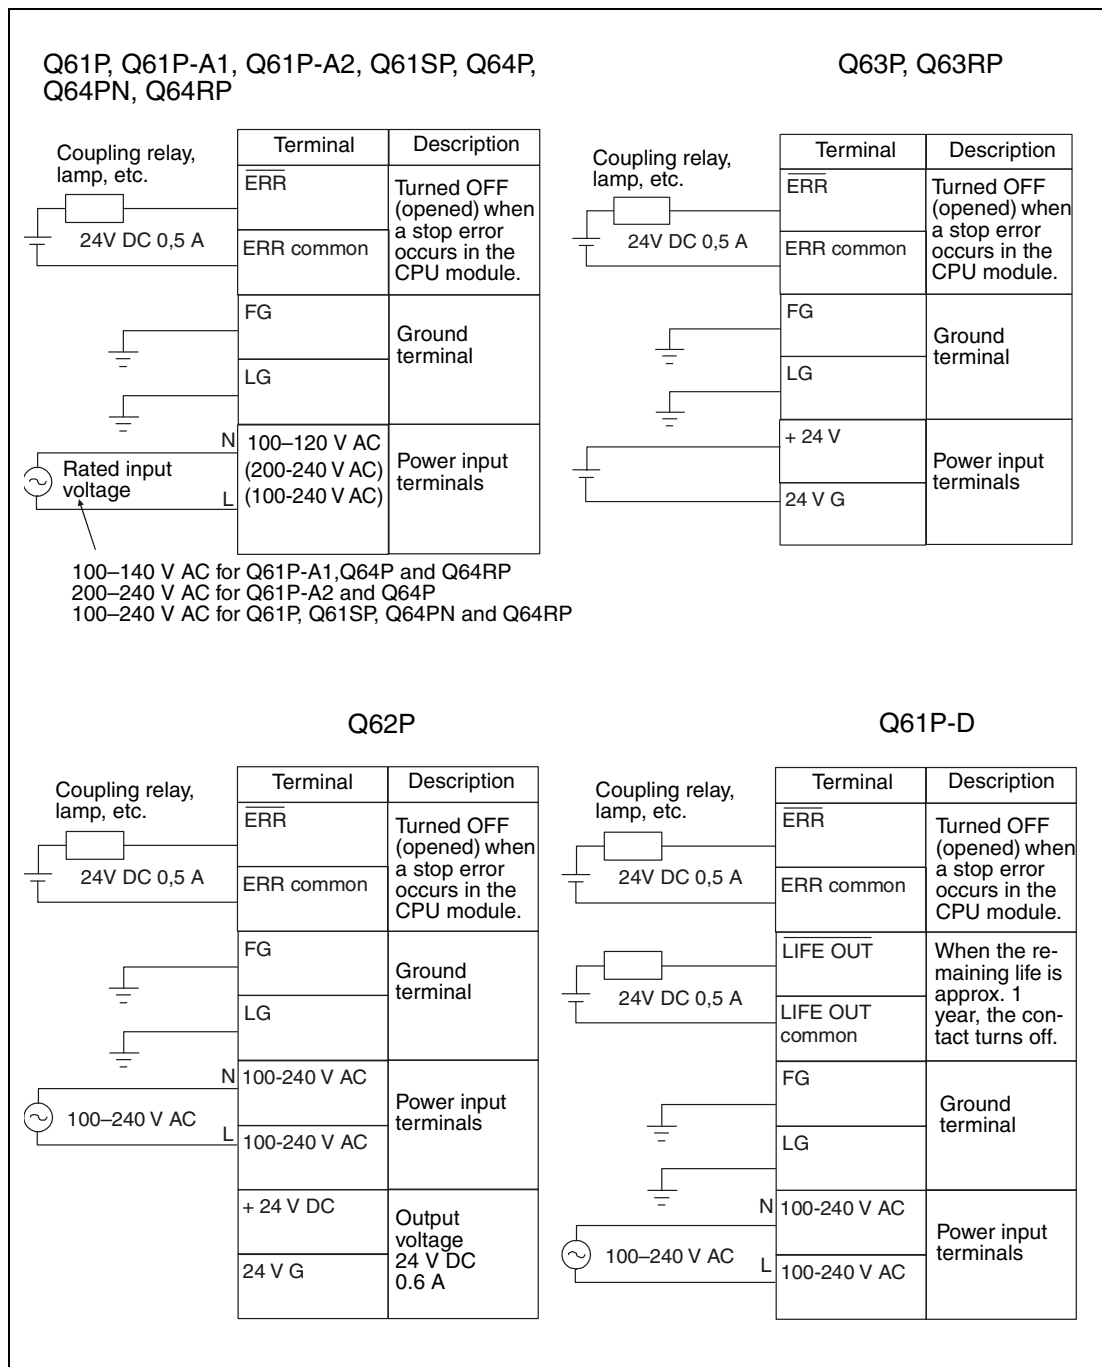 Q61P, Q61P-A1, Q61P-A2, Q61SP, Q64P,
Q64PN, Q64RP
Coupling relay,
lamp, etc.
24V DC 0,5 A
Terminal
Description
ERR
Turned OFF
(opened) when
a stop error
occurs in the
CPU module.
ERR common
FG
Ground
terminal
LG
N
100–120 V AC
(200-240 V AC)
(100-240 V AC)
Power input
terminals
Rated input
voltage
L
100–140 V AC for Q61P-A1,Q64P and Q64RP
200–240 V AC for Q61P-A2 and Q64P
100–240 V AC for Q61P, Q61SP, Q64PN and Q64RP
Q63P, Q63RP
Coupling relay,
lamp, etc.
24V DC 0,5 A
Terminal
Description
ERR
Turned OFF
(opened) when
a stop error
occurs in the
CPU module.
ERR common
FG
Ground
terminal
LG
+ 24 V
Power input
terminals
24 V G
Q62P
Coupling relay,
lamp, etc.
24V DC 0,5 A
Terminal
Description
ERR
Turned OFF
(opened) when
a stop error
occurs in the
CPU module.
ERR common
FG
Ground
terminal
LG
N
100-240 V AC
Power input
terminals
100–240 V AC
L
100-240 V AC
+ 24 V DC
Output
voltage
24 V DC
0.6 A
24 V G
Q61P-D
Coupling relay,
lamp, etc.
24V DC 0,5 A
Terminal
Description
ERR
Turned OFF
(opened) when
a stop error
occurs in the
CPU module.
ERR common
24V DC 0,5 A
LIFE OUT
When the re-
maining life is
approx. 1
year, the con-
tact turns off.
LIFE OUT
common
FG
Ground
terminal
LG
N
100-240 V AC
Power input
terminals
100–240 V AC
L
100-240 V AC